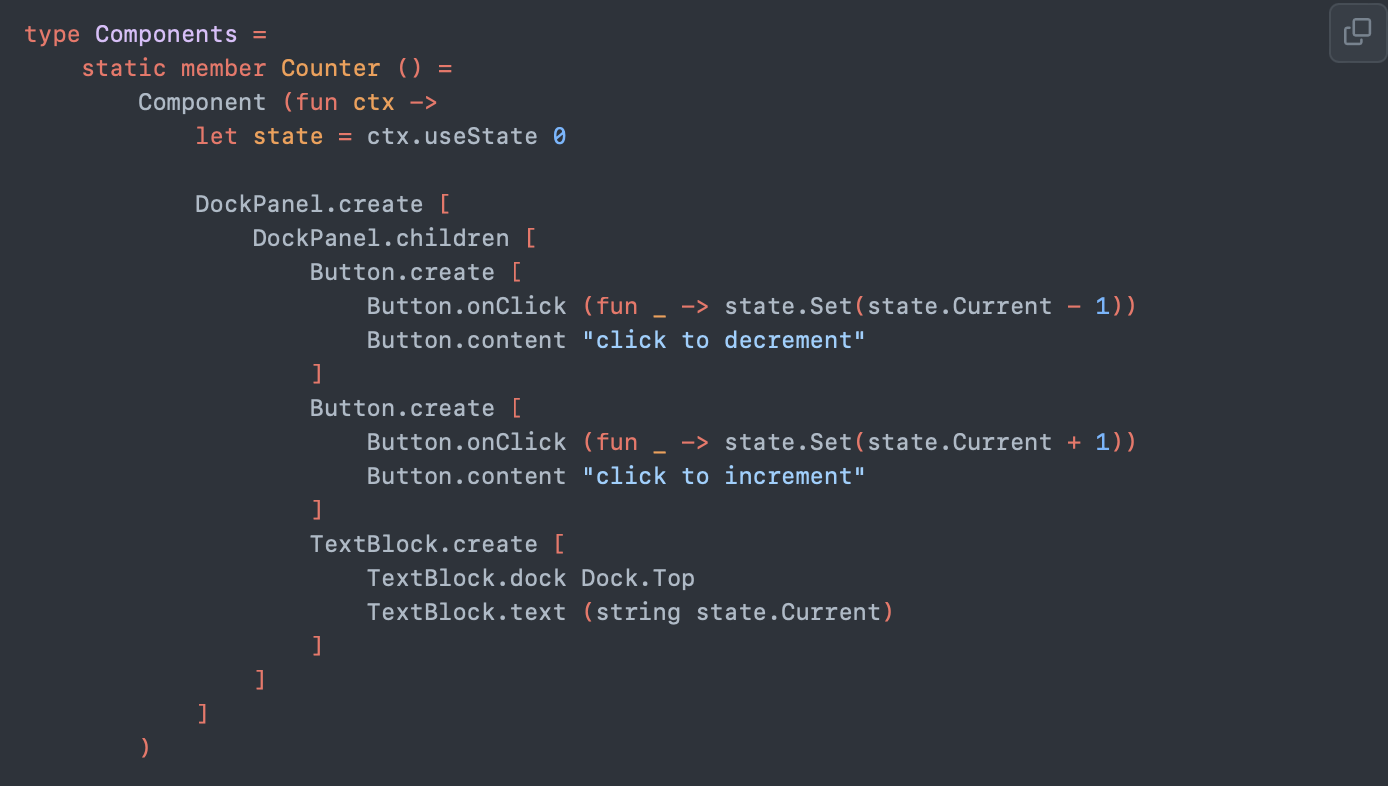 type Components =
    static member Counter () =
        Component (fun ctx ->
            let state = ctx.useState 0

            DockPanel.create [
                DockPanel.children [
                    Button.create [
                        Button.onClick (fun _ -> state.Set(state.Current - 1))
                        Button.content "click to decrement"
                    ]
                    Button.create [
                        Button.onClick (fun _ -> state.Set(state.Current + 1))
                        Button.content "click to increment"
                    ]
                    TextBlock.create [
                        TextBlock.dock Dock.Top
                        TextBlock.text (string state.Current)
                    ]
                ]
            ]
        )